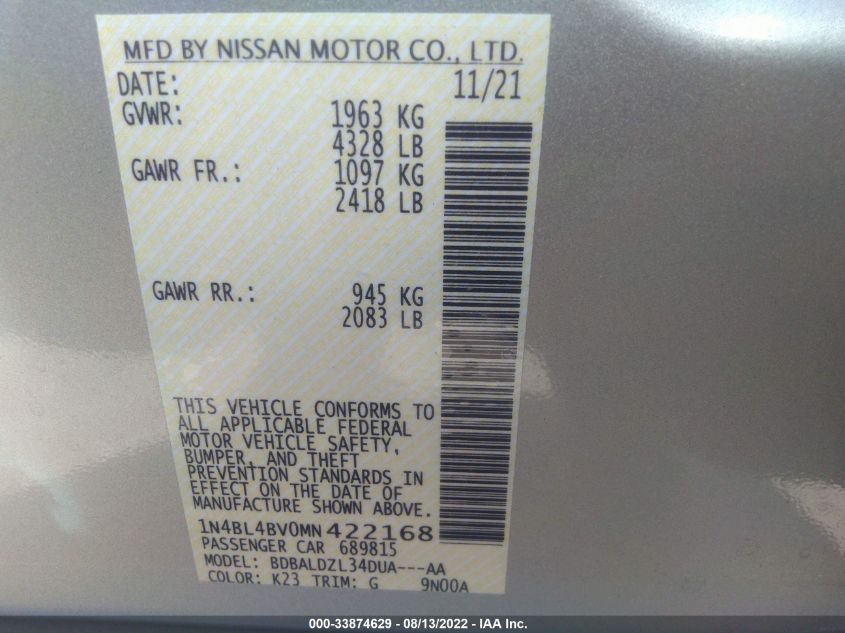 MFD BY NISSAN MOTOR CO., LTD.
DATE: 11/21
GVWR: 1963 KG
4328 LB
GAWR FR.: 1097 KG
2418 LB
GAWR RR.: 945 KG
2083 LB
THIS VEHICLE CONFORMS TO
ALL APPLICABLE FEDERAL
MOTOR VEHICLE SAFETY,
BUMPER, AND THEFT
PREVENTION STANDARDS IN
EFFECT ON THE DATE OF
MANUFACTURE SHOWN ABOVE.
1N4BL4BV0MN422168
PASSENGER CAR 689815
MODEL: BDBALDZL34DUA---AA
COLOR: K23 TRIM: G 9N00A
000-33874629 - 08/13/2022 - IAA Inc.